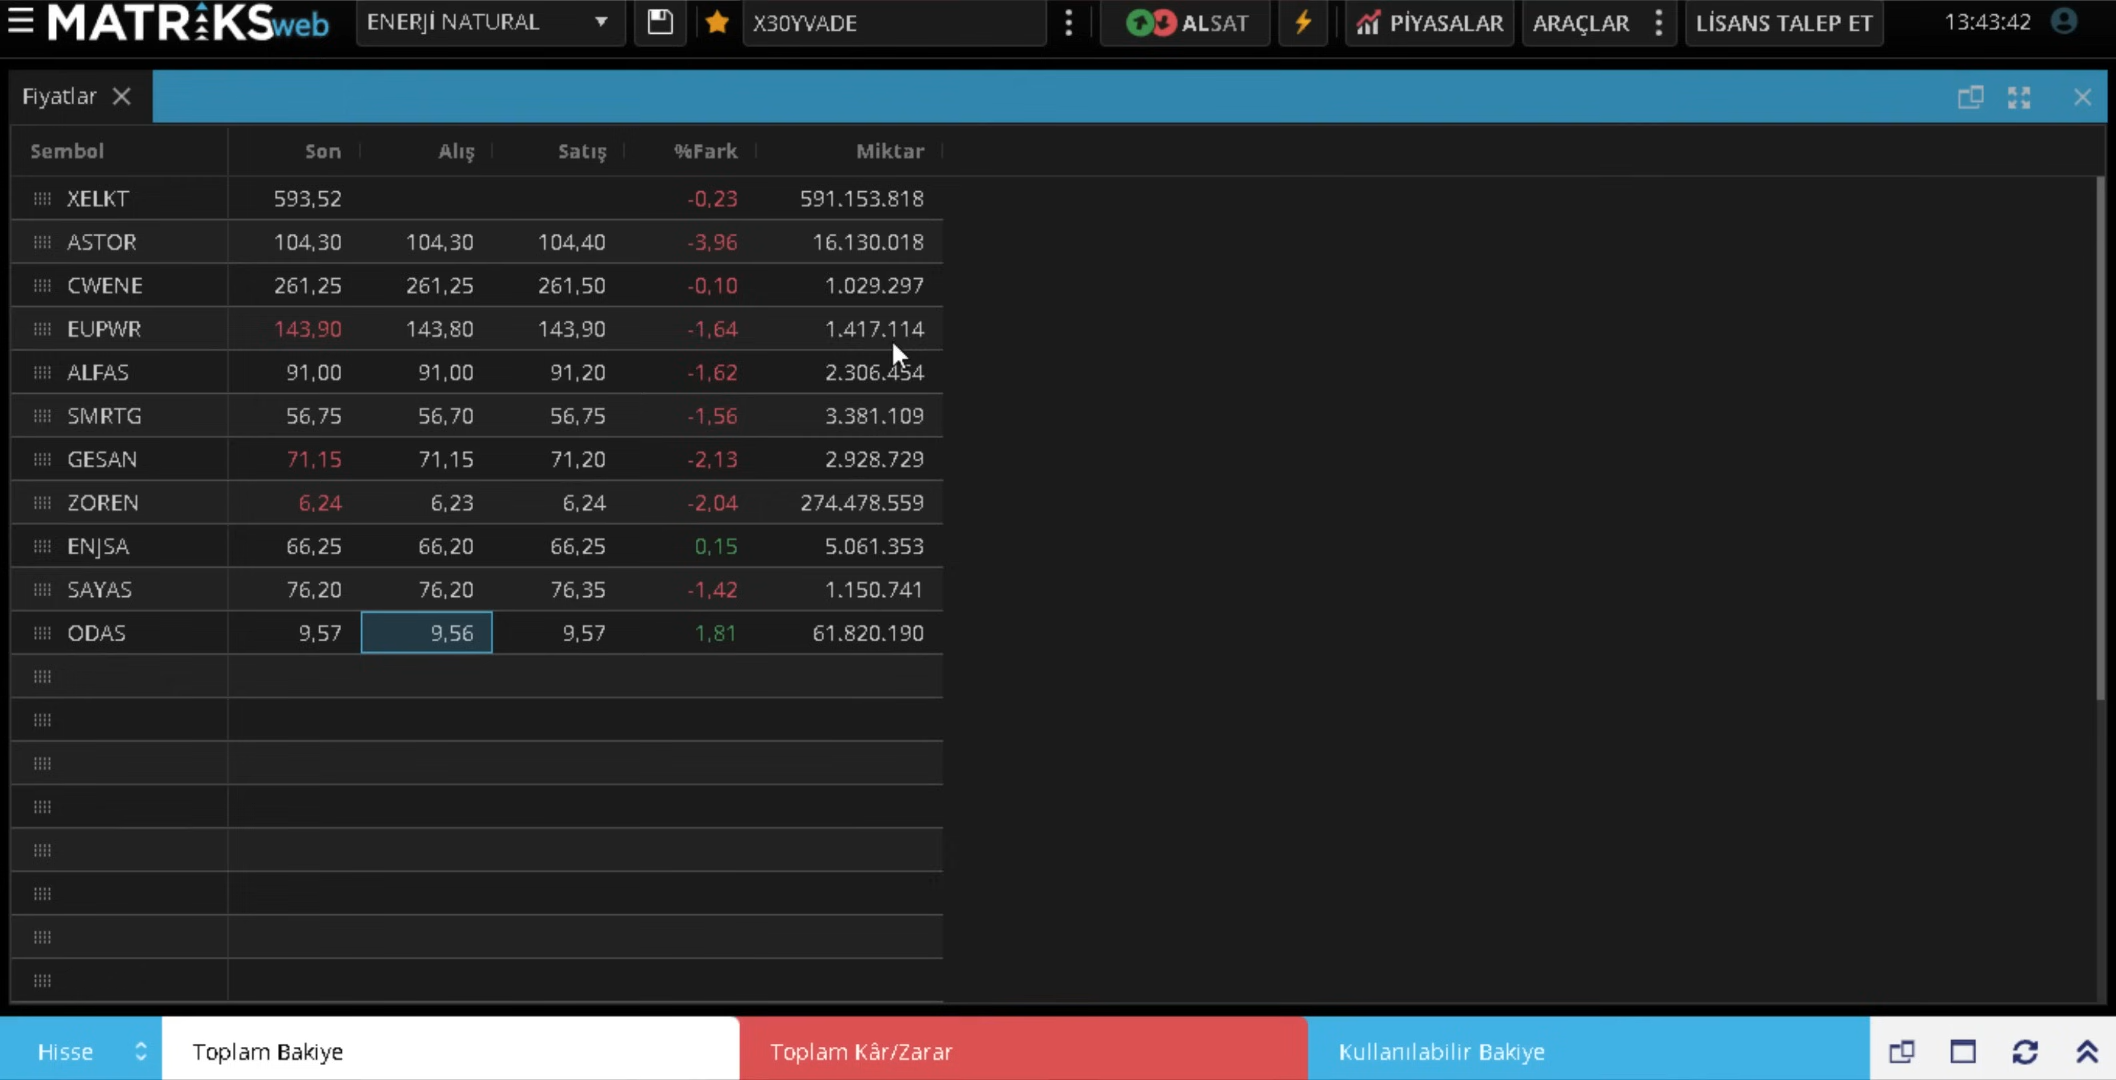 MATRİKSweb ENERJİ NATURAL X30YVADE ALSAT PİYASALAR ARAÇLAR LİSANS TALEP ET 13:43:42
Fiyatlar
Sembol Son Alış Satış %Fark Miktar
XELKT 593,52 -0,23 591.153.818
ASTOR 104,30 104,30 104,40 -3,96 16.130.018
CWENE 261,25 261,25 261,50 -0,10 1.029.297
EUPWR 143,90 143,80 143,90 -1,64 1.417.114
ALFAS 91,00 91,00 91,20 -1,62 2.306.454
SMRTG 56,75 56,70 56,75 -1,56 3.381.109
GESAN 71,15 71,15 71,20 -2,13 2.928.729
ZOREN 6,24 6,23 6,24 -2,04 274.478.559
ENJSA 66,25 66,20 66,25 0,15 5.061.353
SAYAS 76,20 76,20 76,35 -1,42 1.150.741
ODAS 9,57 9,56 9,57 1,81 61.820.190
Hisse Toplam Bakiye Toplam Kâr/Zarar Kullanılabilir Bakiye